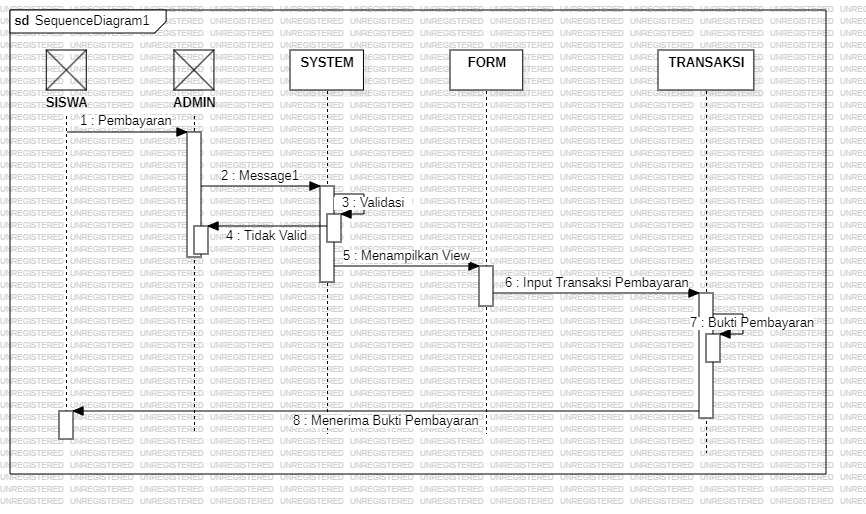 sd SequenceDiagram1
SYSTEM
FORM
TRANSAKSI
SISWA
ADMIN
1 : Pembayaran
2 : Message1
3 : Validasi
4 : Tidak Valid
5 : Menampilkan View
6 : Input Transaksi Pembayaran
7 : Bukti Pembayaran
8 : Menerima Bukti Pembayaran
UNREGISTERED